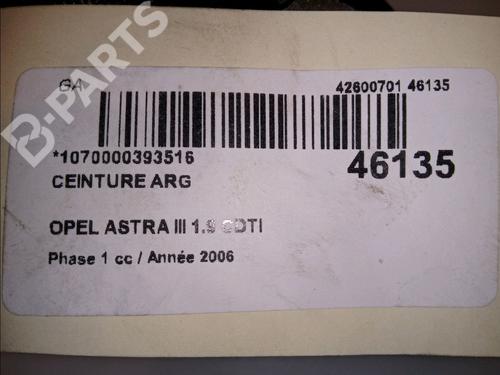 GA 42600701 46135
B-PARTS
*1070000393516 46135
CEINTURE ARG
OPEL ASTRA III 1.9 CDTI
Phase 1 cc / Année 2006